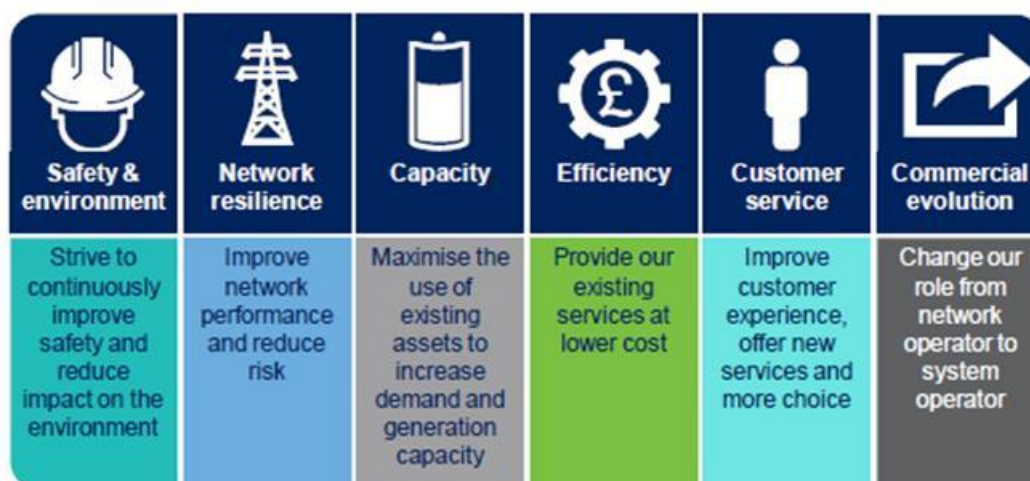 Safety &
environment
Network
resilience
Capacity
£
Efficiency
Customer
service
Commercial
evolution
Strive to
continuously
improve
safety and
reduce
impact on the
environment
Improve
network
performance
and reduce
risk
Maximise the
use of
existing
assets to
increase
demand and
generation
capacity
Provide our
existing
services at
lower cost
Improve
customer
experience,
offer new
services and
more choice
Change our
role from
network
operator to
system
operator